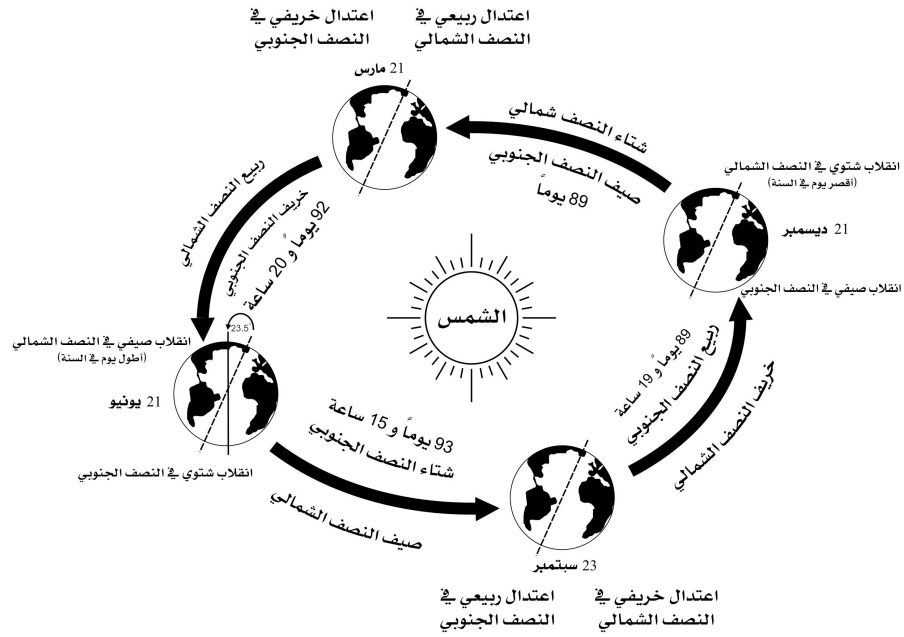 اعتدال ربيعي في
النصف الشمالي
اعتدال خريفي في
النصف الجنوبي
21 مارس
شتاء النصف شمالي
صيف النصف الجنوبي
89 يوماً
انقلاب شتوي في النصف الشمالي
(أقصر يوم في السنة)
21 ديسمبر
انقلاب صيفي في النصف الجنوبي
ربيع النصف الشمالي
خريف النصف الجنوبي
92 يوماً و 20 ساعة
الشمس
23.5°
انقلاب صيفي في النصف الشمالي
(أطول يوم في السنة)
21 يونيو
انقلاب شتوي في النصف الجنوبي
93 يوماً و 15 ساعة
شتاء النصف الجنوبي
صيف النصف الشمالي
89 يوماً و 19 ساعة
ربيع النصف الجنوبي
خريف النصف الشمالي
23 سبتمبر
اعتدال خريفي في
النصف الشمالي
اعتدال ربيعي في
النصف الجنوبي